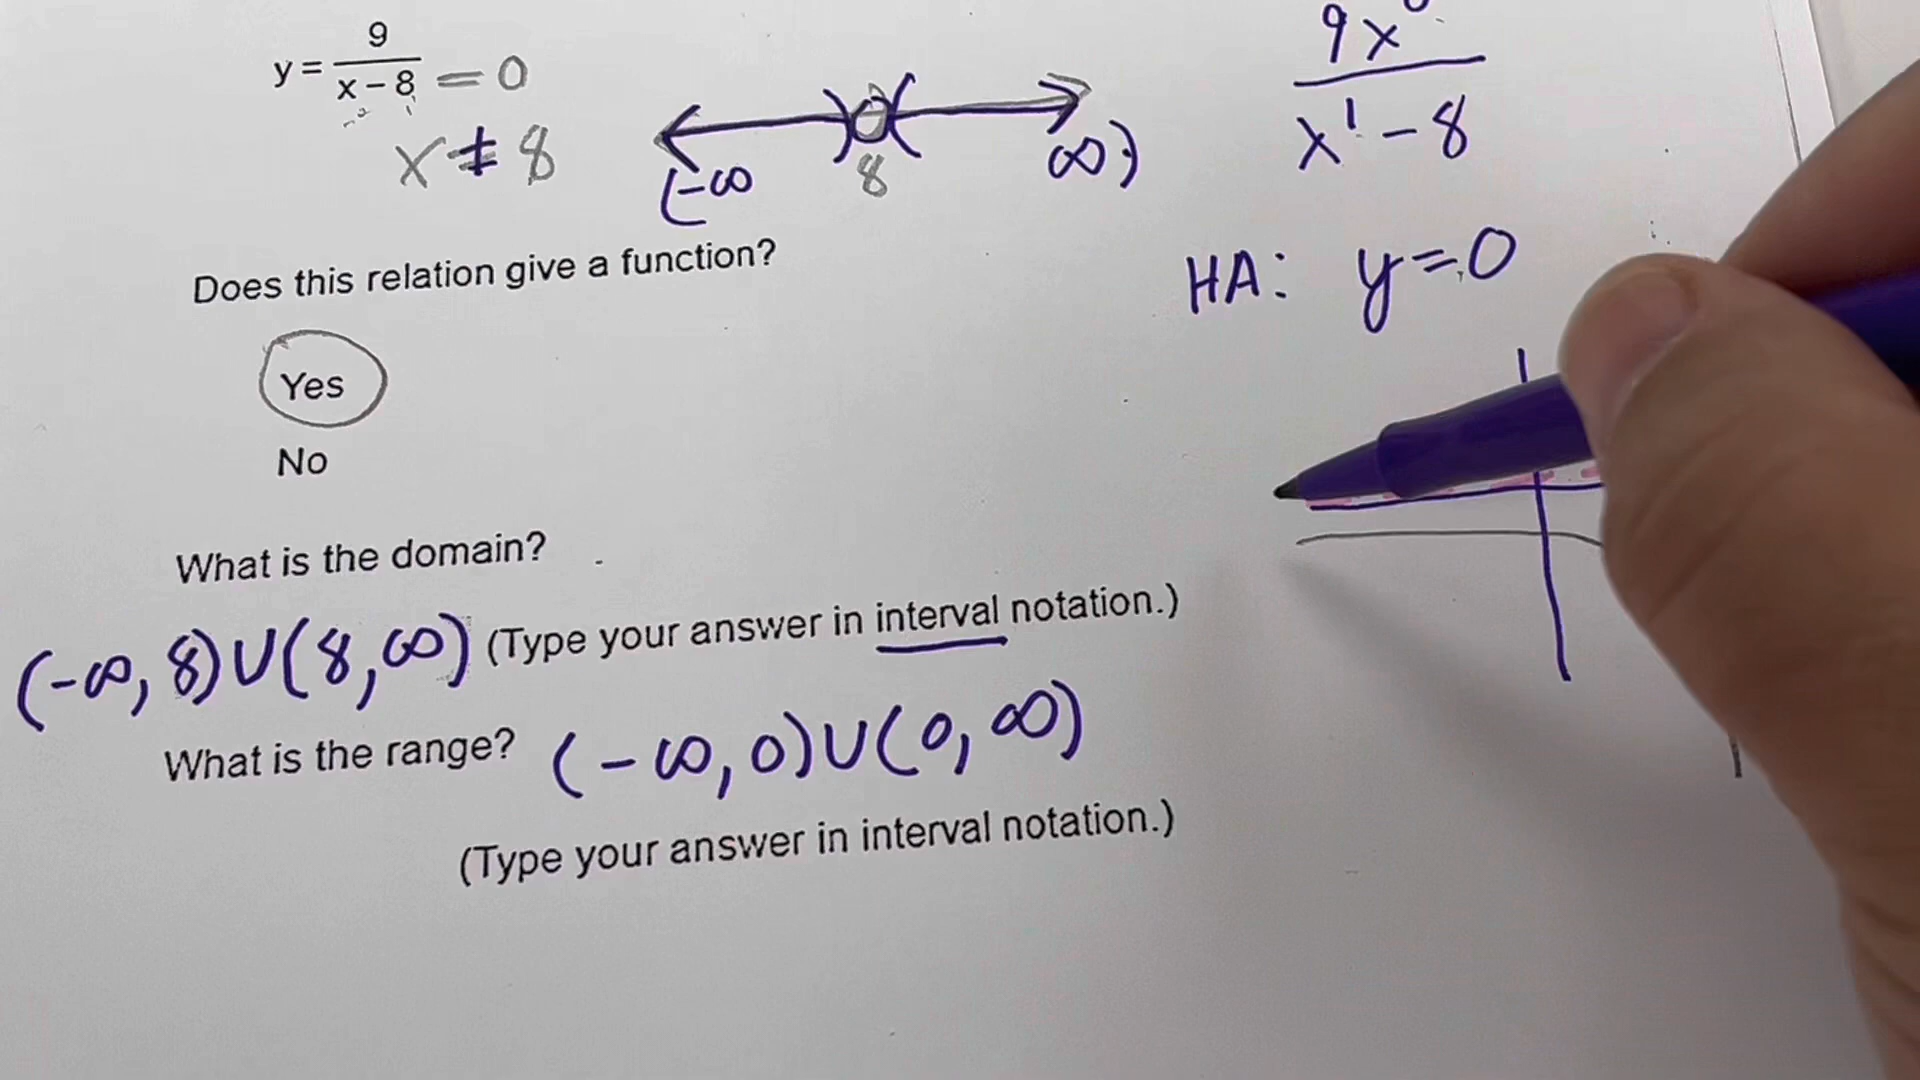 y = 9 / x - 8 = 0
x ≠ 8
(-∞ )8( ∞)
9x
x¹ - 8
HA: y = 0
Does this relation give a function?
Yes
No
What is the domain?
(-∞, 8)∪(8, ∞) (Type your answer in interval notation.)
What is the range? (-∞, 0)∪(0, ∞)
(Type your answer in interval notation.)